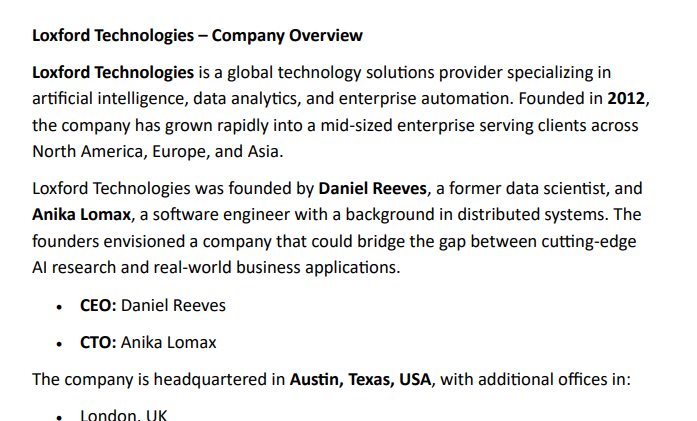 Loxford Technologies – Company Overview
Loxford Technologies is a global technology solutions provider specializing in
artificial intelligence, data analytics, and enterprise automation. Founded in 2012,
the company has grown rapidly into a mid-sized enterprise serving clients across
North America, Europe, and Asia.
Loxford Technologies was founded by Daniel Reeves, a former data scientist, and
Anika Lomax, a software engineer with a background in distributed systems. The
founders envisioned a company that could bridge the gap between cutting-edge
AI research and real-world business applications.
• CEO: Daniel Reeves
• CTO: Anika Lomax
The company is headquartered in Austin, Texas, USA, with additional offices in:
• London, UK